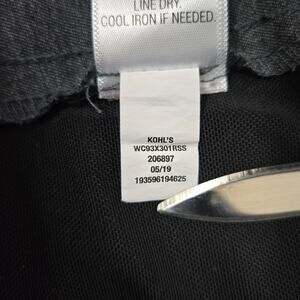 LINE DRY.
COOL IRON IF NEEDED.
KOHL'S
WC93X301RSS
206897
05/19
193596194625